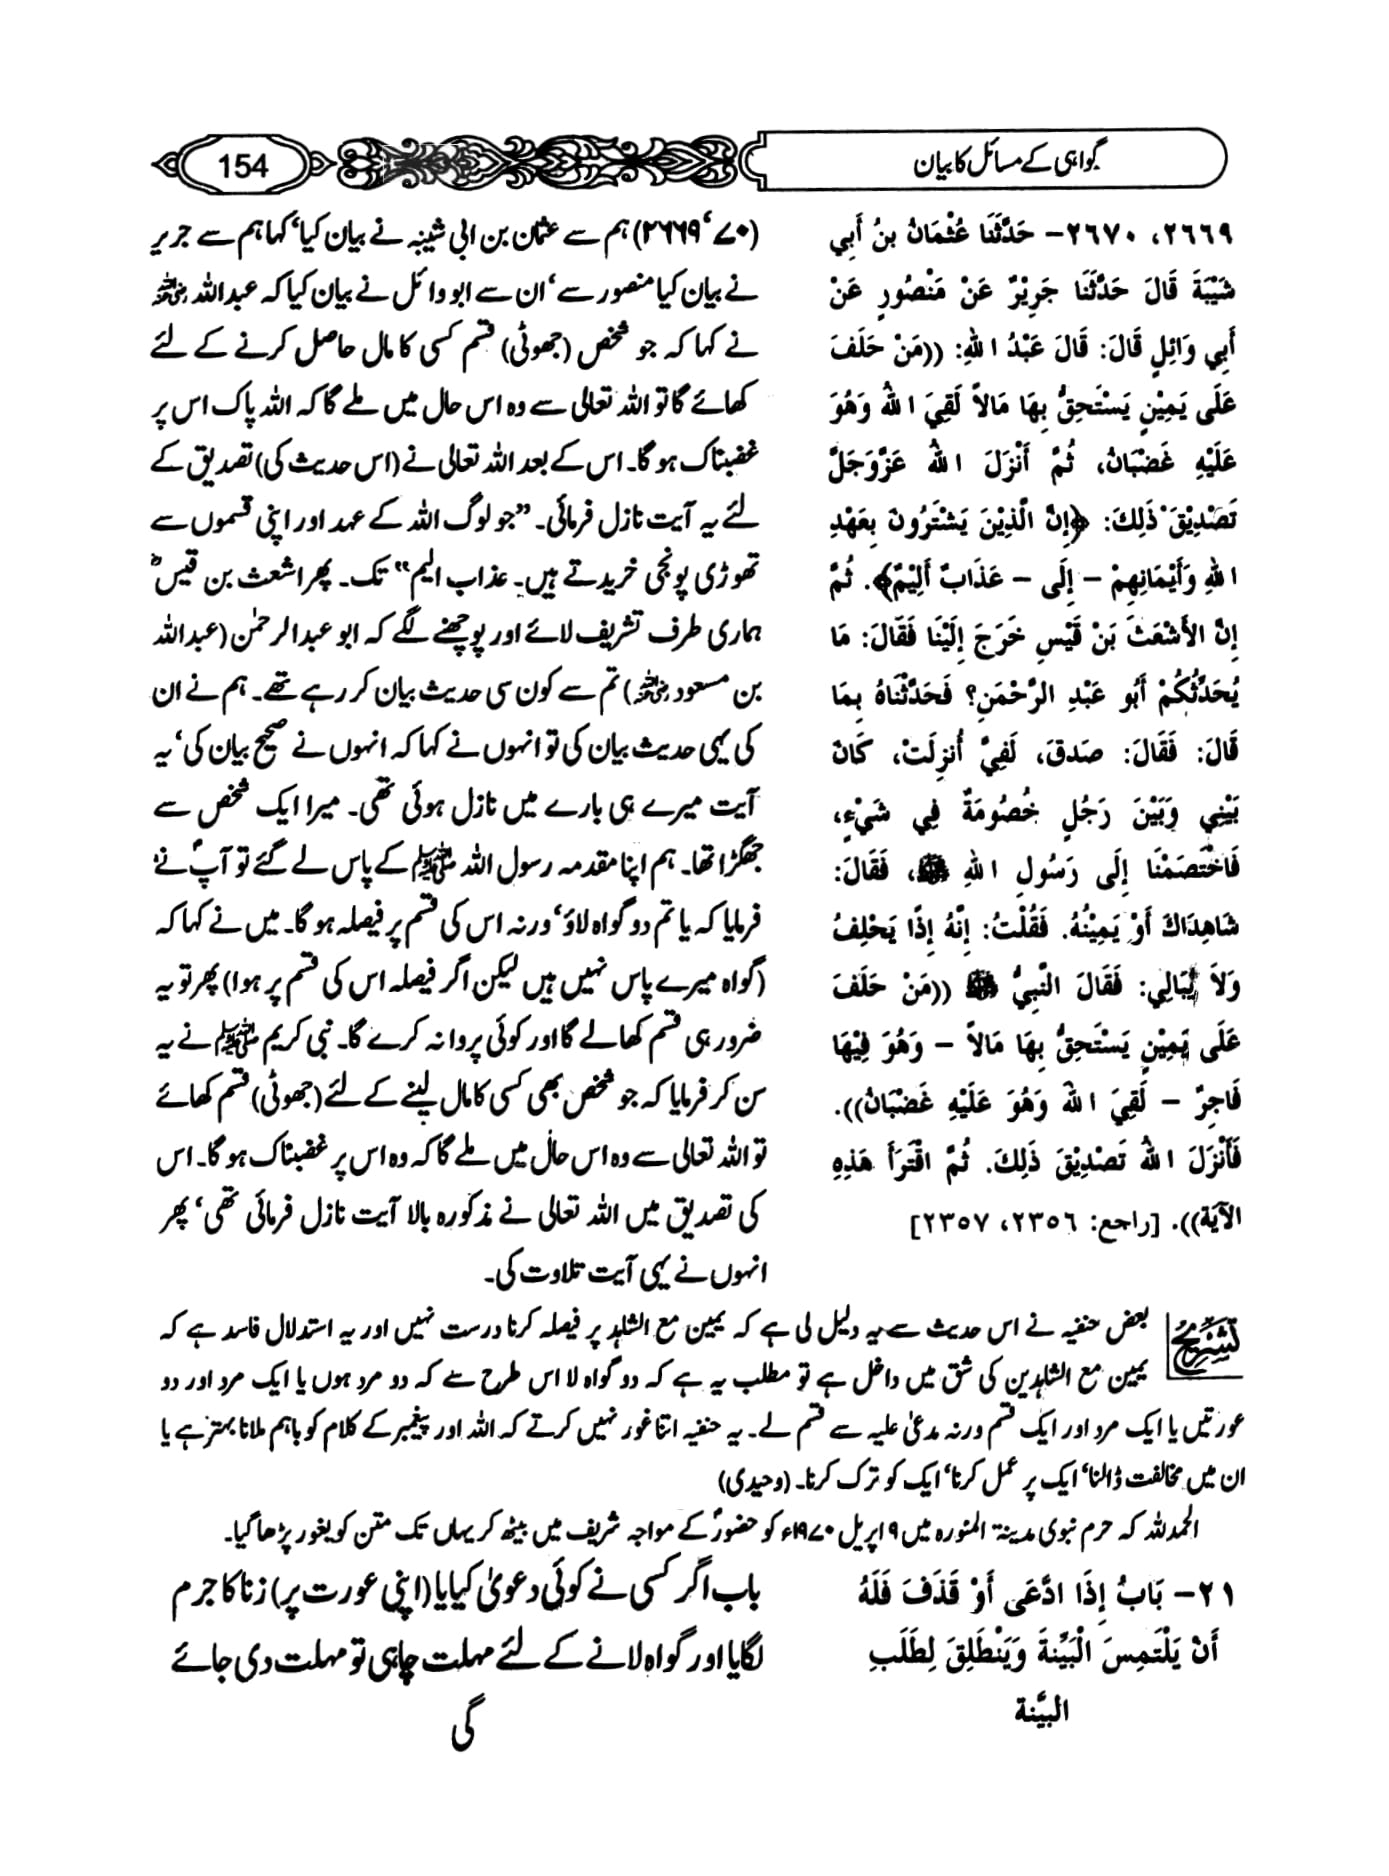 گواہی کے مسائل کا بیان
154
٢٦٦٩، ٢٦٧٠- حَدَّثَنَا عُثْمَانُ بنُ أَبِي
شَيْبَةَ قَالَ حَدَّثَنَا جَرِيْرٌ عَنْ مَنْصُورٍ عَنْ
أَبِي وَائِلٍ قَالَ: قَالَ عَبْدُ اللهِ: ((مَنْ حَلَفَ
عَلَى يَمِيْنٍ يَسْتَحِقُّ بِهَا مَالاً لَقِيَ اللهَ وَهُوَ
عَلَيْهِ غَضْبَانُ، ثُمَّ أَنْزَلَ اللهُ عَزَّوَجَلَّ
تَصْدِيْقَ ذَلِكَ: ﴿إِنَّ الَّذِيْنَ يَشْتَرُونَ بِعَهْدِ
اللهِ وَأَيْمَانِهِمْ – إِلَى – عَذَابٌ أَلِيْمٌ﴾. ثُمَّ
إِنَّ الأَشْعَثَ بَنْ قَيْسٍ خَرَجَ إِلَيْنَا فَقَالَ: مَا
يُحَدِّثُكُمْ أَبُو عَبْدِ الرَّحْمَنِ؟ فَحَدَّثْنَاهُ بِمَا
قَالَ: فَقَالَ: صَدقَ، لَفِيَّ أُنزِلَتْ، كَانَ
بَيْنِي وَبَيْنَ رَجُلٍ خُصُومَةٌ فِي شَيْءٍ،
فَاخْتَصَمْنَا إِلَى رَسُولِ اللهِ ﷺ، فَقَالَ:
شَاهِدَاكَ أَوْ يَمِيْنُهُ. فَقُلْتُ: إِنَّهُ إِذًا يَحْلِفُ
وَلاَ يُبَالِي: فَقَالَ النَّبِيُّ ﷺ ((مَنْ حَلَفَ
عَلَى يَمِيْنٍ يَسْتَحِقُّ بِهَا مَالاً – وَهُوَ فِيْهَا
فَاجِرٌ – لَقِيَ اللهَ وَهُوَ عَلَيْهِ غَضْبَانُ)).
فَأَنْزَلَ اللهُ تَصْدِيْقَ ذَلِكَ. ثُمَّ اقْتَرَأَ هَذِهِ
الآيَةَ)). [راجع: ٢٣٥٦، ٢٣٥٧]
(۷۰٬۲۶۶۹) ہم سے عثمان بن ابی شیبہ نے بیان کیا‘ کہا ہم سے جریر
نے بیان کیا منصور سے‘ ان سے ابو وائل نے بیان کیا کہ عبداللہ رضی اللہ عنہ
نے کہا کہ جو شخص (جھوٹی) قسم کسی کا مال حاصل کرنے کے لئے
کھائے گا تو اللہ تعالیٰ سے وہ اس حال میں ملے گا کہ اللہ پاک اس پر
غضبناک ہو گا۔ اس کے بعد اللہ تعالیٰ نے (اس حدیث کی) تصدیق کے
لئے یہ آیت نازل فرمائی۔ ”جو لوگ اللہ کے عہد اور اپنی قسموں سے
تھوڑی پونجی خریدتے ہیں۔ عذاب الیم“ تک۔ پھر اشعث بن قیسؓ
ہماری طرف تشریف لائے اور پوچھنے لگے کہ ابو عبدالرحمٰن (عبداللہ
بن مسعود رضی اللہ عنہ) تم سے کون سی حدیث بیان کر رہے تھے۔ ہم نے ان
کی یہی حدیث بیان کی تو انہوں نے کہا کہ انہوں نے صحیح بیان کی‘ یہ
آیت میرے ہی بارے میں نازل ہوئی تھی۔ میرا ایک شخص سے
جھگڑا تھا۔ ہم اپنا مقدمہ رسول اللہ ﷺ کے پاس لے گئے تو آپؐ نے
فرمایا کہ یا تم دو گواہ لاؤ‘ ورنہ اس کی قسم پر فیصلہ ہو گا۔ میں نے کہا کہ
(گواہ میرے پاس نہیں ہیں لیکن اگر فیصلہ اس کی قسم پر ہوا) پھر تو یہ
ضرور ہی قسم کھا لے گا اور کوئی پروا نہ کرے گا۔ نبی کریم ﷺ نے یہ
سن کر فرمایا کہ جو شخص بھی کسی کا مال لینے کے لئے (جھوٹی) قسم کھائے
تو اللہ تعالیٰ سے وہ اس حال میں ملے گا کہ وہ اس پر غضبناک ہو گا۔ اس
کی تصدیق میں اللہ تعالیٰ نے مذکورہ بالا آیت نازل فرمائی تھی‘ پھر
انہوں نے یہی آیت تلاوت کی۔
تشریح
بعض حنفیہ نے اس حدیث سے یہ دلیل لی ہے کہ یمین مع الشاہد پر فیصلہ کرنا درست نہیں اور یہ استدلال فاسد ہے کہ
یمین مع الشاہدین کی شق میں داخل ہے تو مطلب یہ ہے کہ دو گواہ لا اس طرح سے کہ دو مرد ہوں یا ایک مرد اور دو
عورتیں یا ایک مرد اور ایک قسم ورنہ مدعیٰ علیہ سے قسم لے۔ یہ حنفیہ اتنا غور نہیں کرتے کہ اللہ اور پیغمبر کے کلام کو باہم ملانا بہتر ہے یا
ان میں مخالفت ڈالنا‘ ایک پر عمل کرنا‘ ایک کو ترک کرنا۔ (وحیدی)
الحمدللہ کہ حرم نبوی مدینۃ المنورہ میں ۹ اپریل ۱۹۷۰ء کو حضورؐ کے مواجہ شریف میں بیٹھ کر یہاں تک متن کو بغور پڑھا گیا۔
٢١- بَابُ إِذَا ادَّعَى أَوْ قَذَفَ فَلَهُ
أَنْ يَلْتَمِسَ الْبَيِّنَةَ وَيَنْطَلِقَ لِطَلَبِ
البَيِّنة
باب اگر کسی نے کوئی دعویٰ کیا یا (اپنی عورت پر) زنا کا جرم
لگایا اور گواہ لانے کے لئے مہلت چاہی تو مہلت دی جائے
گی